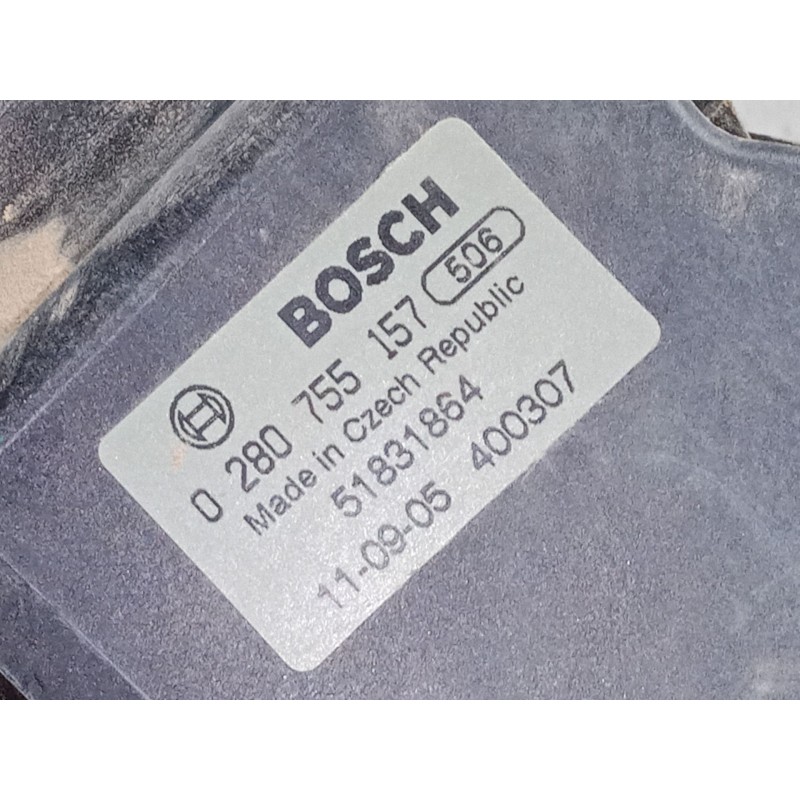 BOSCH
0 280 755 157 506
Made in Czech Republic
51831864
11-09-05 400307